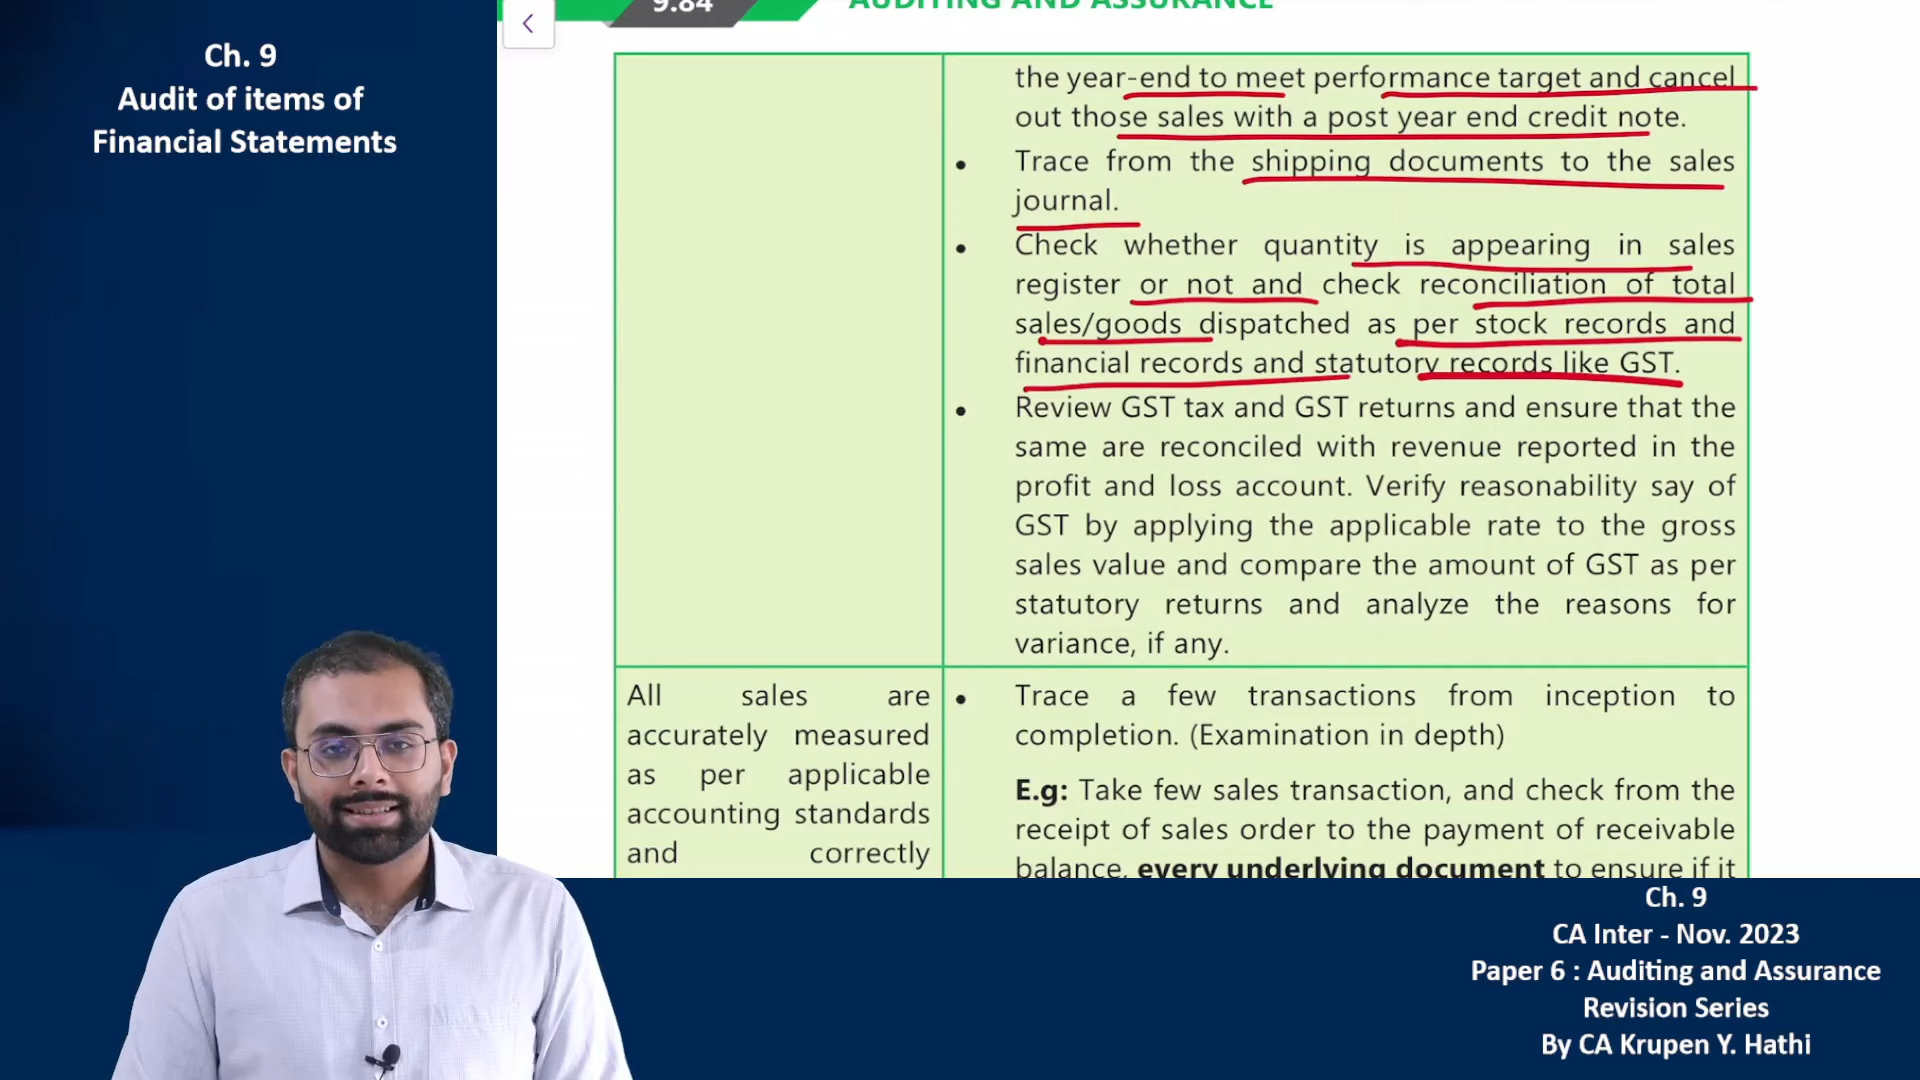 Ch. 9
Audit of items of
Financial Statements
9.84
AUDITING AND ASSURANCE
the year-end to meet performance target and cancel
out those sales with a post year end credit note.
• Trace from the shipping documents to the sales
journal.
• Check whether quantity is appearing in sales
register or not and check reconciliation of total
sales/goods dispatched as per stock records and
financial records and statutory records like GST.
• Review GST tax and GST returns and ensure that the
same are reconciled with revenue reported in the
profit and loss account. Verify reasonability say of
GST by applying the applicable rate to the gross
sales value and compare the amount of GST as per
statutory returns and analyze the reasons for
variance, if any.
All sales are
accurately measured
as per applicable
accounting standards
and correctly
• Trace a few transactions from inception to
completion. (Examination in depth)
E.g: Take few sales transaction, and check from the
receipt of sales order to the payment of receivable
balance, every underlying document to ensure if it
Ch. 9
CA Inter - Nov. 2023
Paper 6 : Auditing and Assurance
Revision Series
By CA Krupen Y. Hathi